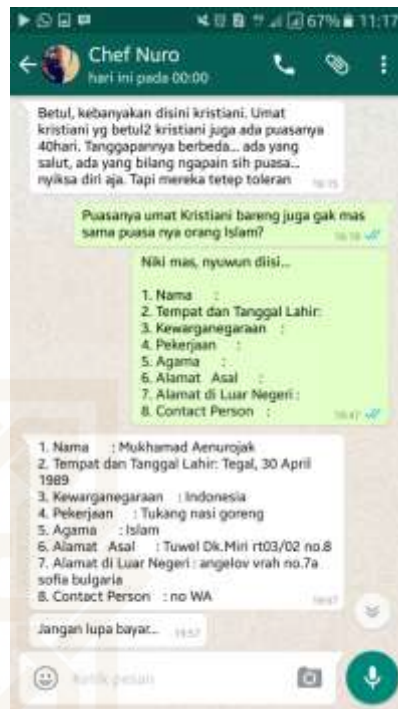 67% 11:17
Chef Nuro
hari ini pada 00:00
Betul, kebanyakan disini kristiani. Umat
kristiani yg betul2 kristiani juga ada puasanya
40hari. Tanggapannya berbeda... ada yang
salut, ada yang bilang ngapain sih puasa...
nyiksa diri aja. Tapi mereka tetep toleran
Puasanya umat Kristiani bareng juga gak mas
sama puasa nya orang Islam?
Niki mas, nyuwun diisi...
1. Nama :
2. Tempat dan Tanggal Lahir:
3. Kewarganegaraan :
4. Pekerjaan :
5. Agama :
6. Alamat Asal :
7. Alamat di Luar Negeri :
8. Contact Person :
1. Nama : Mukhamad Aenurojak
2. Tempat dan Tanggal Lahir: Tegal, 30 April
1989
3. Kewarganegaraan : Indonesia
4. Pekerjaan : Tukang nasi goreng
5. Agama : Islam
6. Alamat Asal : Tuwel Dk.Miri rt03/02 no.8
7. Alamat di Luar Negeri : angelov vrah no.7a
sofia bulgaria
8. Contact Person : no WA
Jangan lupa bayar...
Ketik pesan